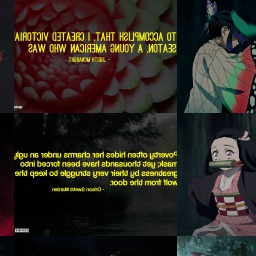 TO ACCOMPLISH THAT, I CREATED VICTORIA
SEATON, A YOUNG AMERICAN WHO WAS
- JUDITH MCNAUGHT
Poverty often hides her charms under an ugly
mask; yet thousands have been forced into
greatness by their very struggle to keep the
wolf from the door.
- Orison Swett Marden